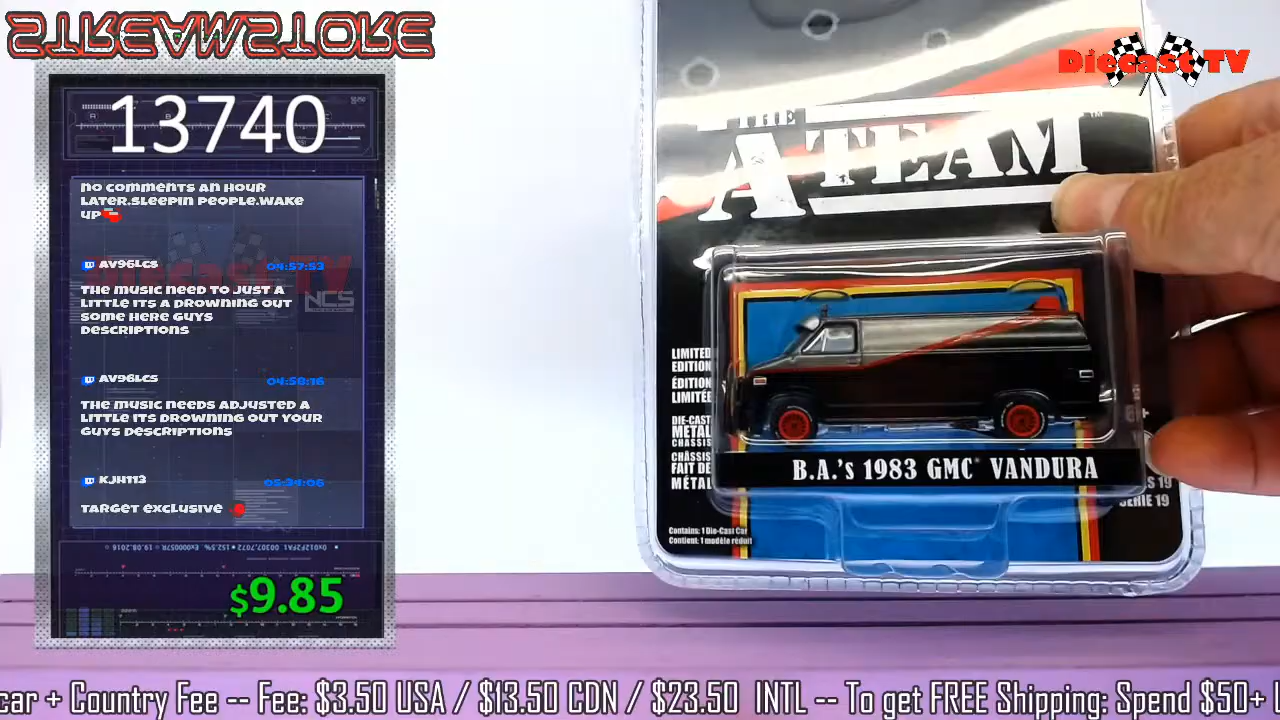 STREAMSTORE
13740
NO COMMENTS AN HOUR
LATER.SLEEPIN PEOPLE.WAKE
UP
AV96LCS 04:57:53
THE MUSIC NEED TO JUST A
LITTLE ITS A DROWNING OUT
SOME HERE GUYS
DESCRIPTIONS
NCS
AV96LCS 04:58:16
THE MUSIC NEEDS ADJUSTED A
LITTLE ITS DROWNING OUT YOUR
GUYS DESCRIPTIONS
KJH113 05:34:06
TARGET EXCLUSIVE
$9.85
Diecast TV
THE
A TEAM™
LIMITED
EDITION
ÉDITION
LIMITÉE
DIE-CAST
METAL
CHASSIS
CHÂSSIS
FAIT DE
MÉTAL
B.A.'s 1983 GMC® VANDURA
S 19
SERIE 19
Contains: 1 Die-Cast Car
Contient: 1 modèle réduit
car + Country Fee -- Fee: $3.50 USA / $13.50 CDN / $23.50 INTL -- To get FREE Shipping: Spend $50+ U